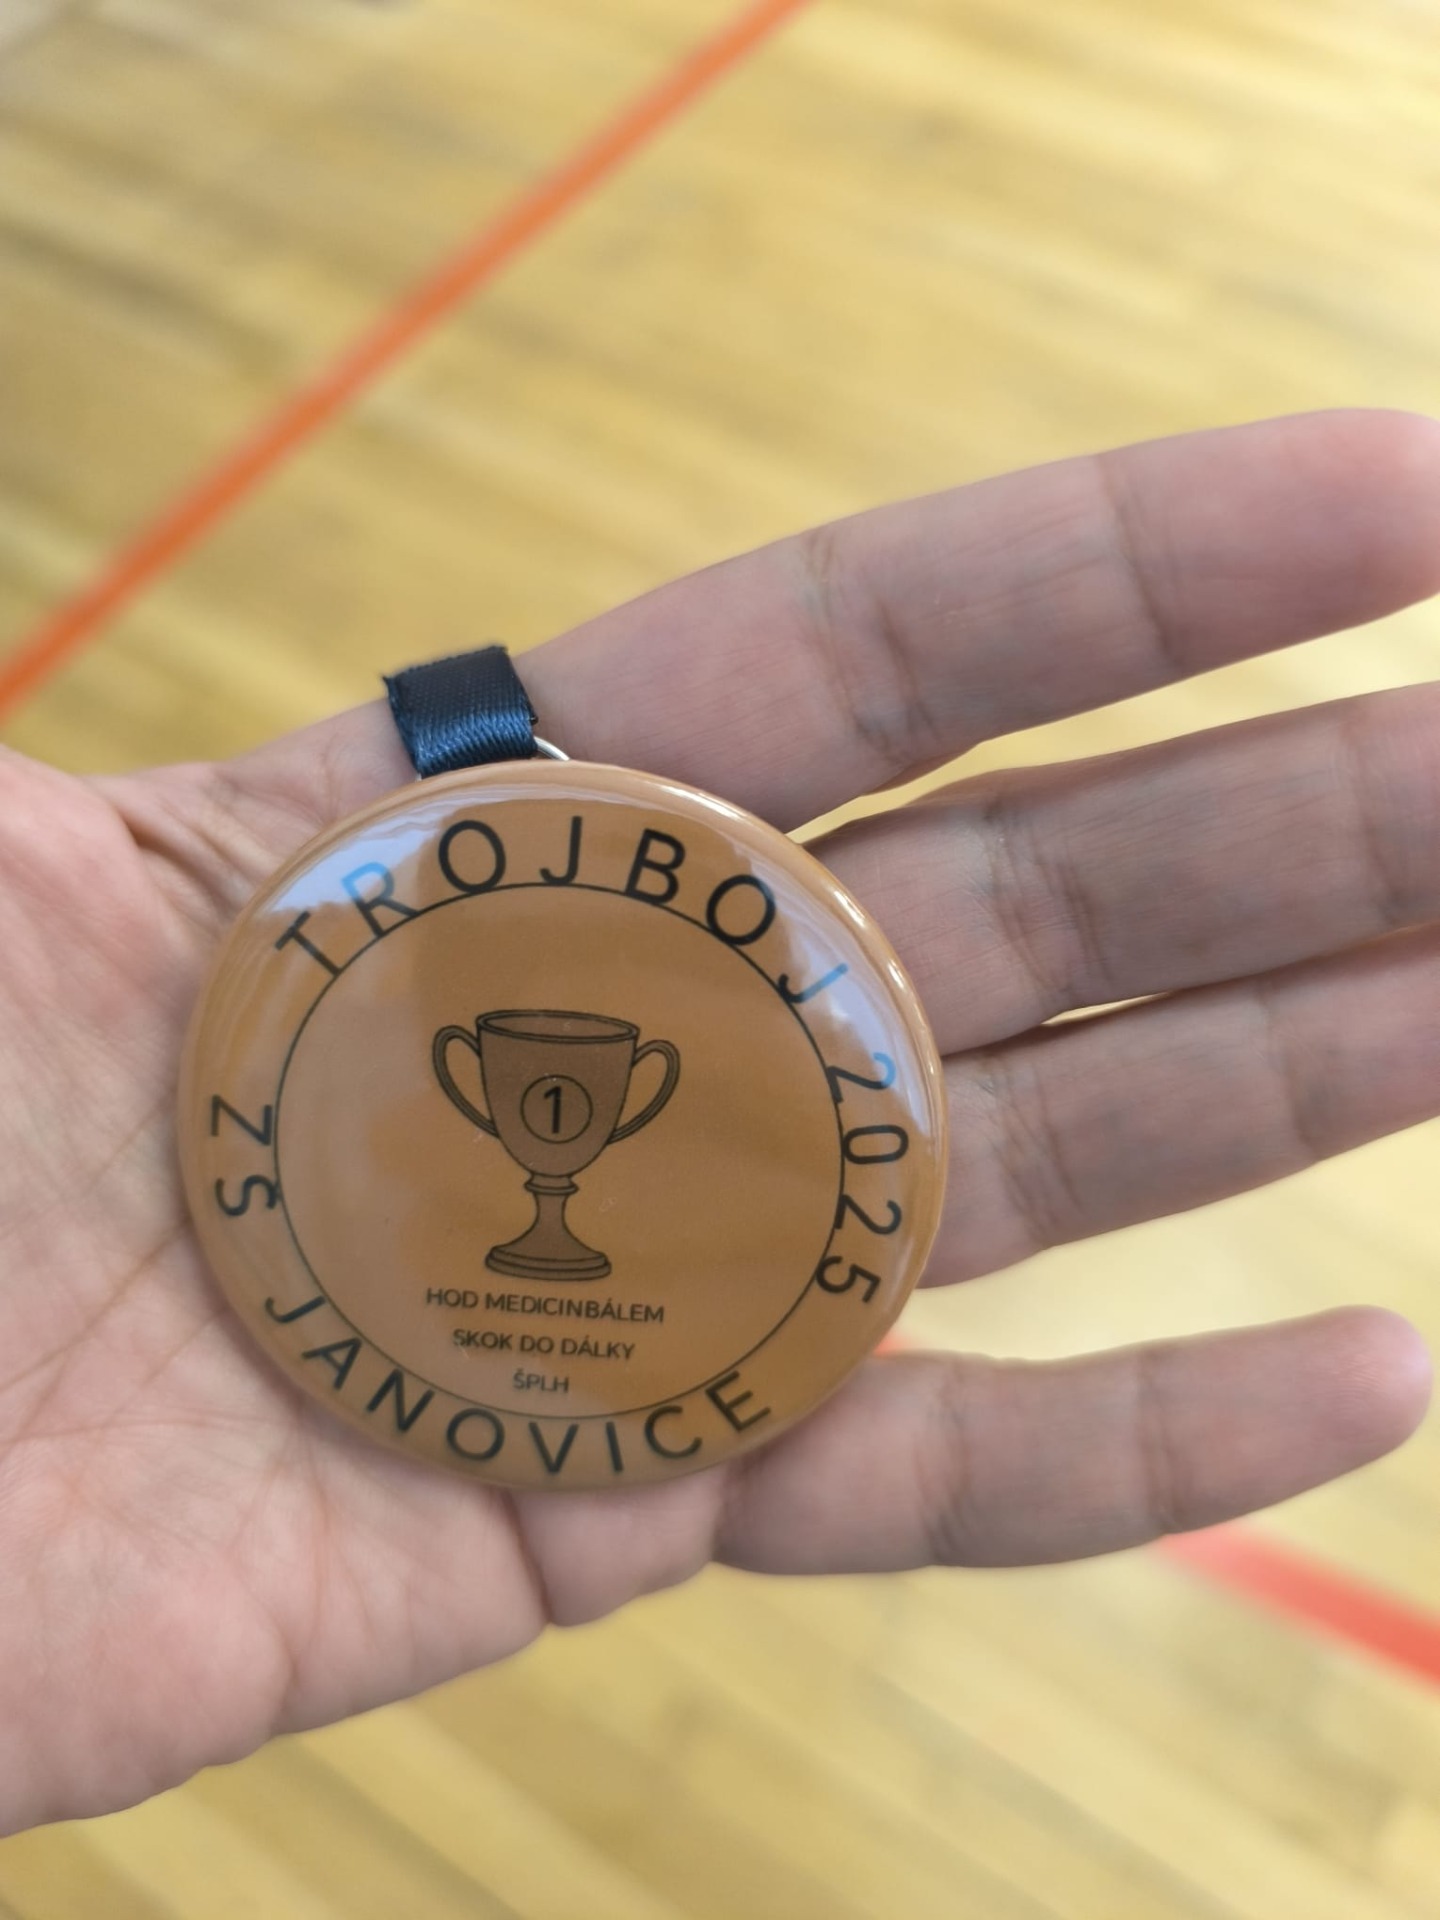 TROJBOJ 2025
1
HOD MEDICINBÁLEM
SKOK DO DÁLKY
ŠPLH
ZŠ JANOVICE